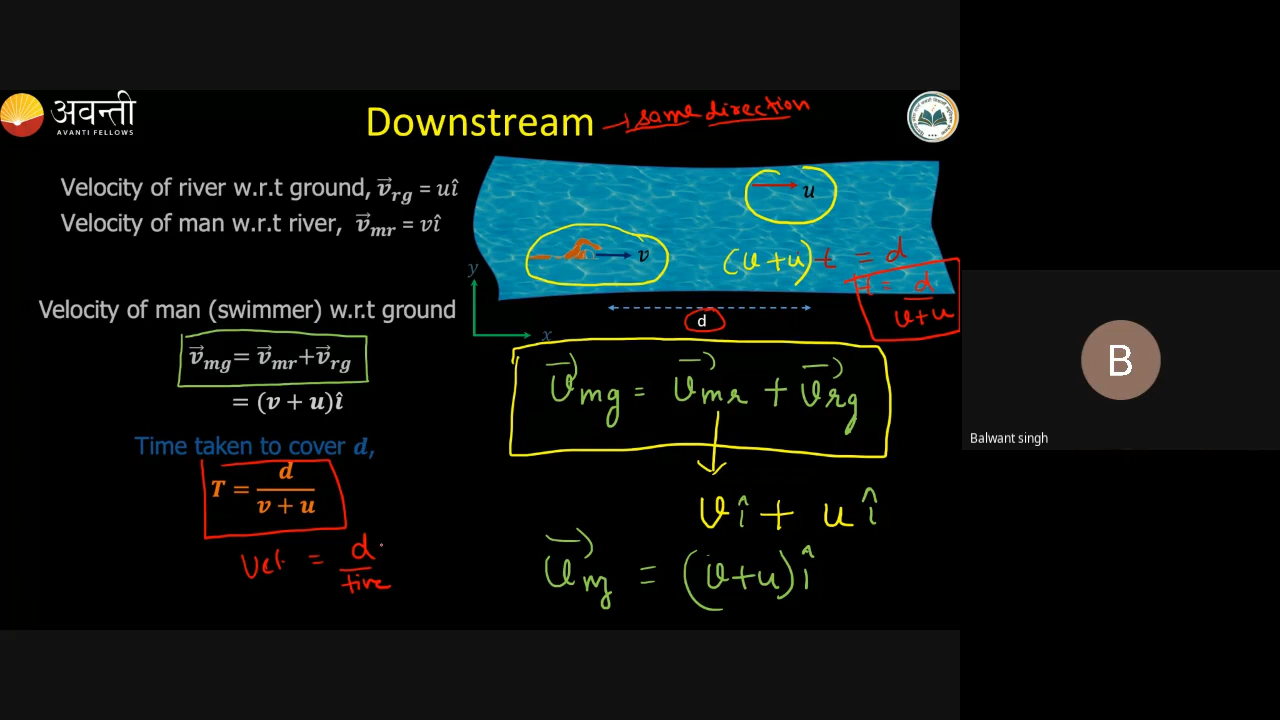 अवन्ती
AVANTI FELLOWS
Downstream → same direction
Velocity of river w.r.t ground, v⃗rg = uî
Velocity of man w.r.t river, v⃗mr = vî
u
v
(v+u)t = d
t = d/v+u
y
x
d
Velocity of man (swimmer) w.r.t ground
v⃗mg= v⃗mr+v⃗rg
= (v + u)î
Time taken to cover d,
T = d/v + u
Vel. = d/time
v⃗mg = v⃗mr + v⃗rg
vî + uî
v⃗mg = (v+u)î
B
Balwant singh